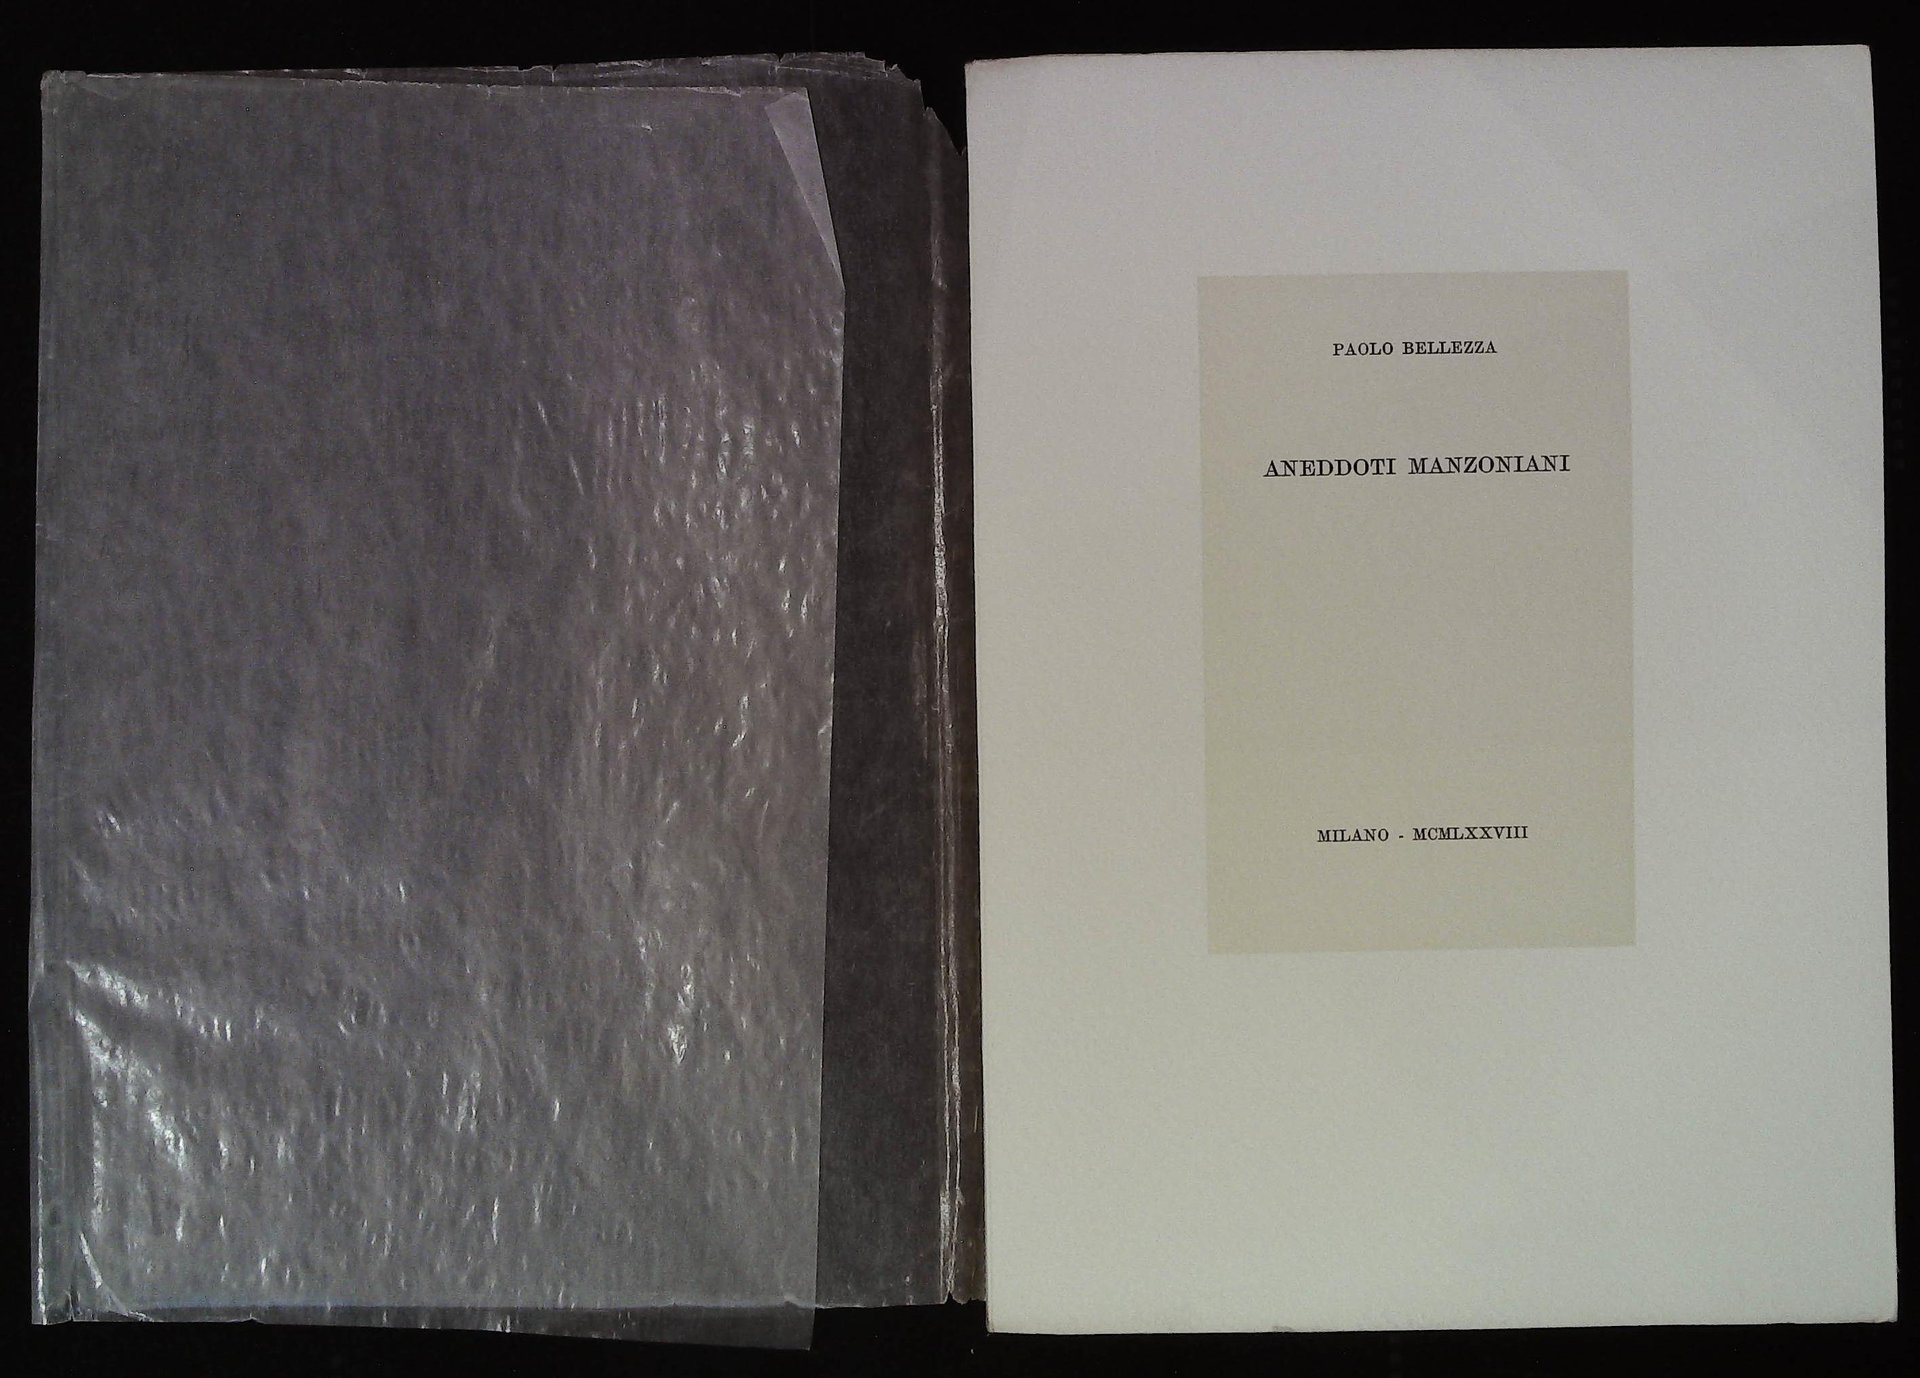 PAOLO BELLEZZA
ANEDDOTI MANZONIANI
MILANO - MCMLXXVIII